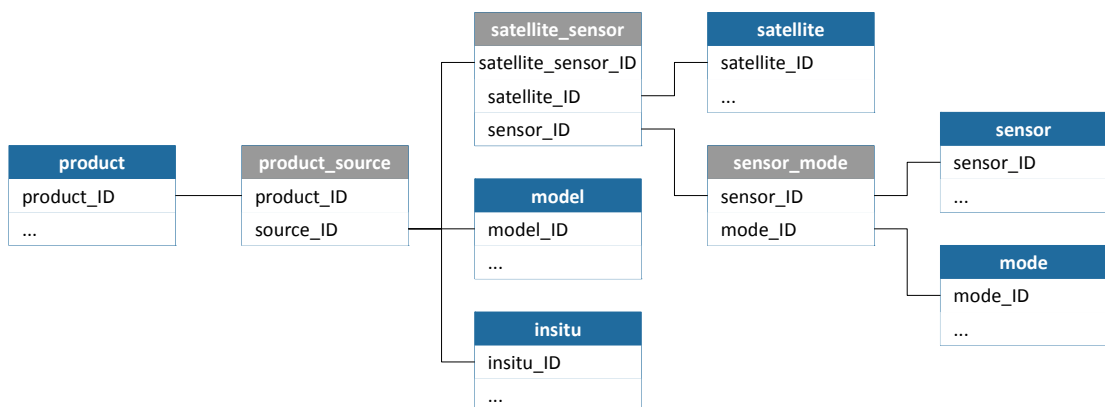 product
product_ID
...
product_source
product_ID
source_ID
satellite_sensor
satellite_sensor_ID
satellite_ID
sensor_ID
model
model_ID
...
insitu
insitu_ID
...
satellite
satellite_ID
...
sensor_mode
sensor_ID
mode_ID
sensor
sensor_ID
...
mode
mode_ID
...